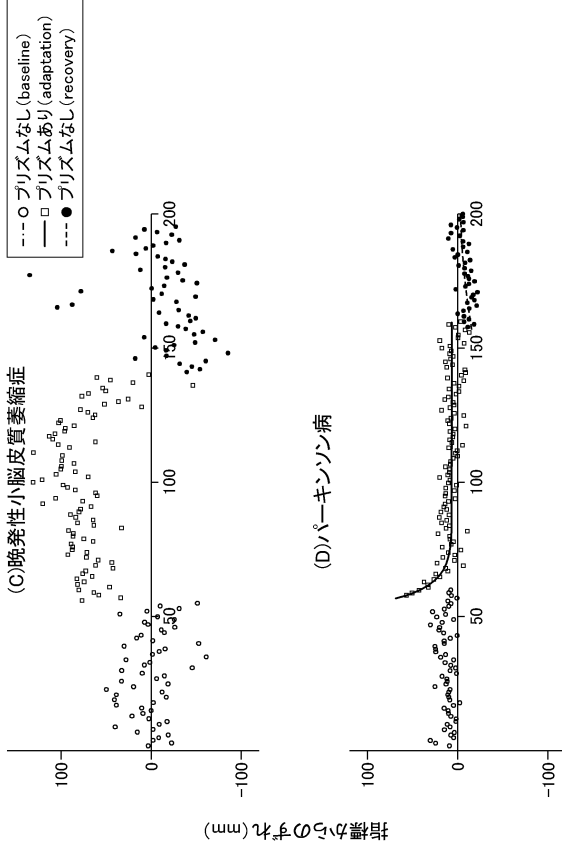 プリズムなし(baseline)
プリズムあり(adaptation)
プリズムなし(recovery)
(C)晩発性小脳皮質萎縮症
100
0
-100
50
100
150
200
(D)パーキンソン病
100
0
-100
50
100
150
200
指標からのずれ(mm)